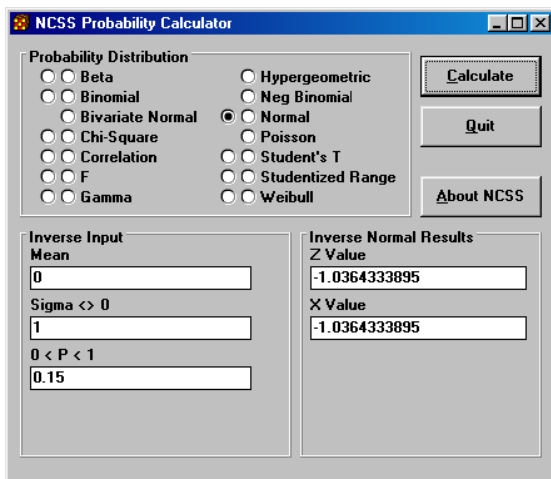 NCSS Probability Calculator
Probability Distribution
Beta
Binomial
Bivariate Normal
Chi-Square
Correlation
F
Gamma
Hypergeometric
Neg Binomial
Normal
Poisson
Student's T
Studentized Range
Weibull
Calculate
Quit
About NCSS
Inverse Input
Mean
0
Sigma <> 0
1
0 < P < 1
0.15
Inverse Normal Results
Z Value
-1.0364333895
X Value
-1.0364333895